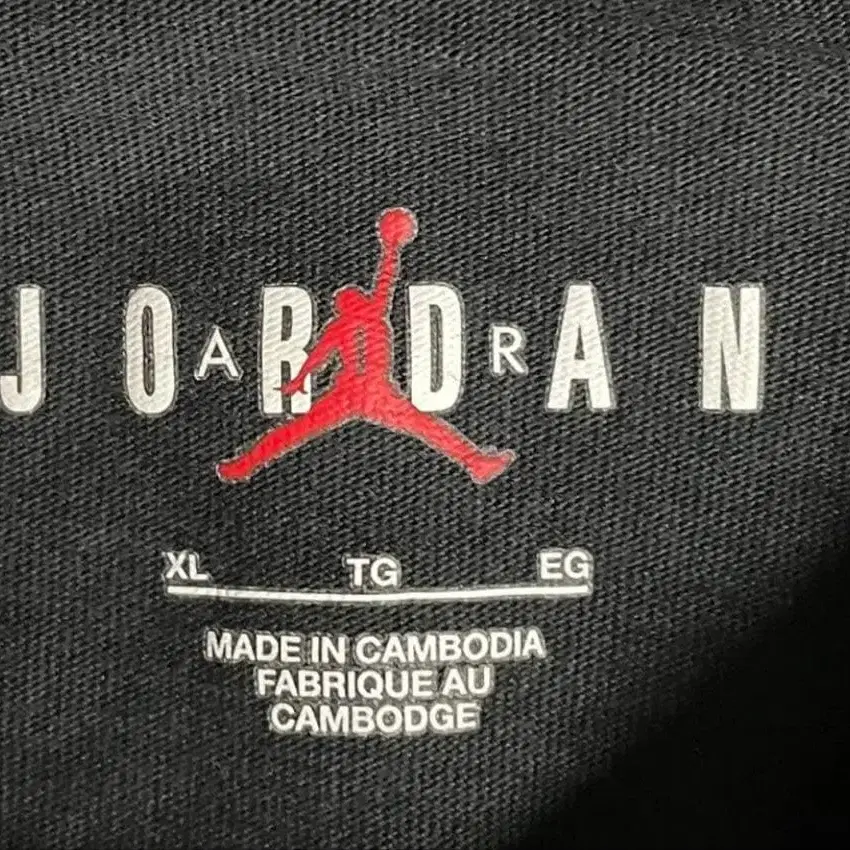 JORDAN
AIR
XL TG EG
MADE IN CAMBODIA
FABRIQUE AU
CAMBODGE